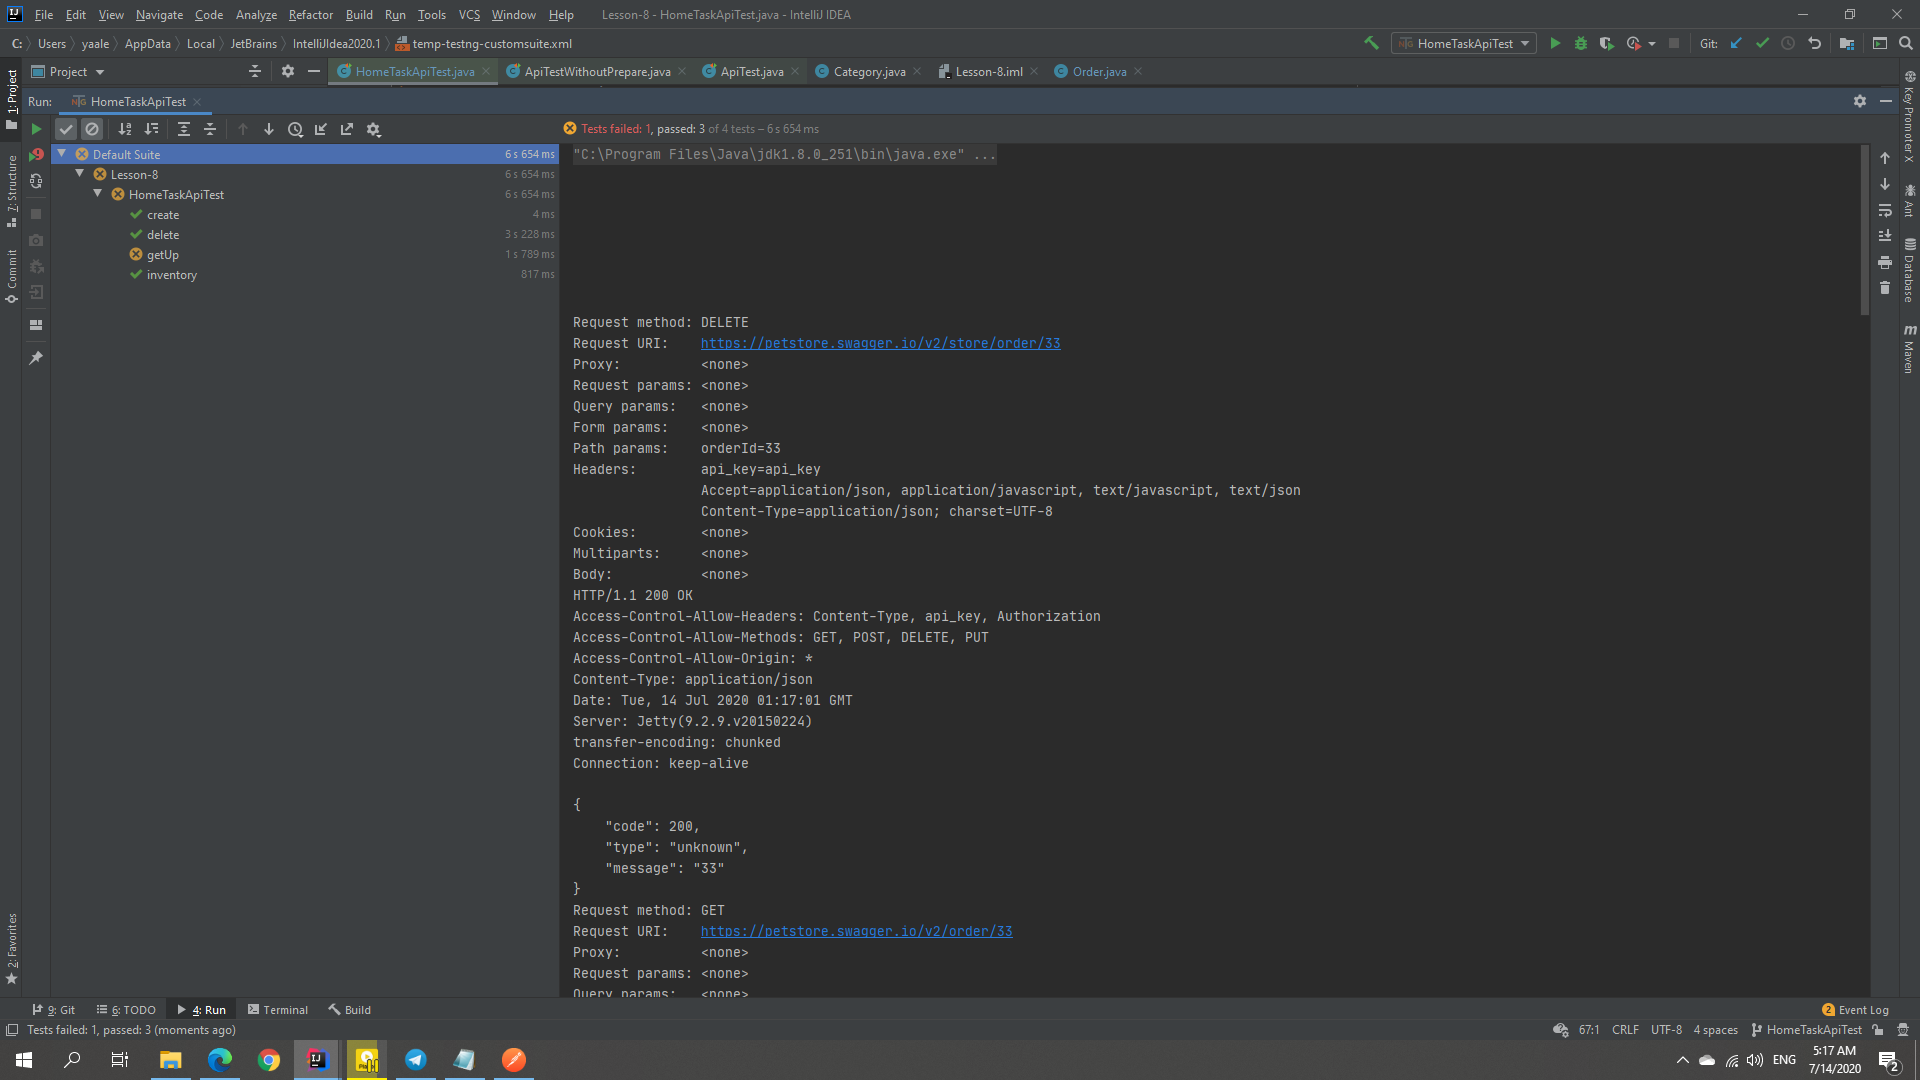 File Edit View Navigate Code Analyze Refactor Build Run Tools VCS Window Help Lesson-8 - HomeTaskApiTest.java - IntelliJ IDEA
C: Users yaale AppData Local JetBrains IntelliJIdea2020.1 temp-testng-customsuite.xml HomeTaskApiTest Git:
Project HomeTaskApiTest.java ApiTestWithoutPrepare.java ApiTest.java Category.java Lesson-8.iml Order.java
Run: HomeTaskApiTest
Tests failed: 1, passed: 3 of 4 tests – 6 s 654 ms
Default Suite 6 s 654 ms
Lesson-8 6 s 654 ms
HomeTaskApiTest 6 s 654 ms
create 4 ms
delete 3 s 228 ms
getUp 1 s 789 ms
inventory 817 ms
1: Project
7: Structure
Commit
2: Favorites
Key Promoter X
Ant
Database
Maven
"C:\Program Files\Java\jdk1.8.0_251\bin\java.exe" ...
Request method: DELETE
Request URI: https://petstore.swagger.io/v2/store/order/33
Proxy: <none>
Request params: <none>
Query params: <none>
Form params: <none>
Path params: orderId=33
Headers: api_key=api_key
Accept=application/json, application/javascript, text/javascript, text/json
Content-Type=application/json; charset=UTF-8
Cookies: <none>
Multiparts: <none>
Body: <none>
HTTP/1.1 200 OK
Access-Control-Allow-Headers: Content-Type, api_key, Authorization
Access-Control-Allow-Methods: GET, POST, DELETE, PUT
Access-Control-Allow-Origin: *
Content-Type: application/json
Date: Tue, 14 Jul 2020 01:17:01 GMT
Server: Jetty(9.2.9.v20150224)
transfer-encoding: chunked
Connection: keep-alive
{
"code": 200,
"type": "unknown",
"message": "33"
}
Request method: GET
Request URI: https://petstore.swagger.io/v2/order/33
Proxy: <none>
Request params: <none>
Query params: <none>
9: Git 6: TODO 4: Run Terminal Build 2 Event Log
Tests failed: 1, passed: 3 (moments ago) 67:1 CRLF UTF-8 4 spaces HomeTaskApiTest
ENG 5:17 AM
7/14/2020 2